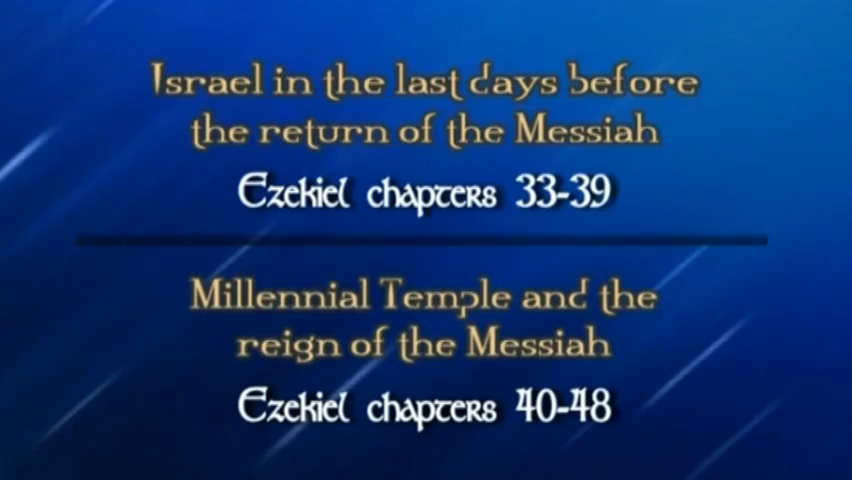 Israel in the last days before
the return of the Messiah
Ezekiel chapters 33-39
Millennial Temple and the
reign of the Messiah
Ezekiel chapters 40-48